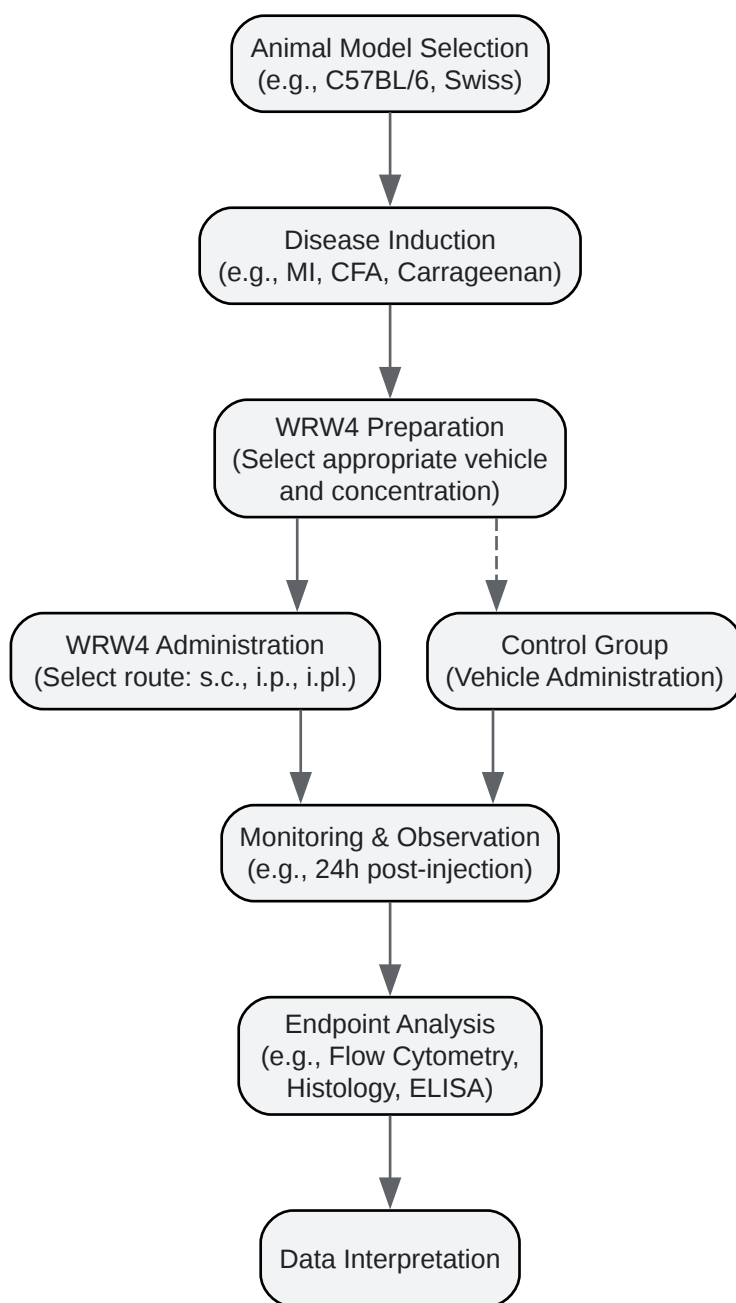 Animal Model Selection
(e.g., C57BL/6, Swiss)
Disease Induction
(e.g., MI, CFA, Carrageenan)
WRW4 Preparation
(Select appropriate vehicle
and concentration)
WRW4 Administration
(Select route: s.c., i.p., i.pl.)
Control Group
(Vehicle Administration)
Monitoring & Observation
(e.g., 24h post-injection)
Endpoint Analysis
(e.g., Flow Cytometry,
Histology, ELISA)
Data Interpretation